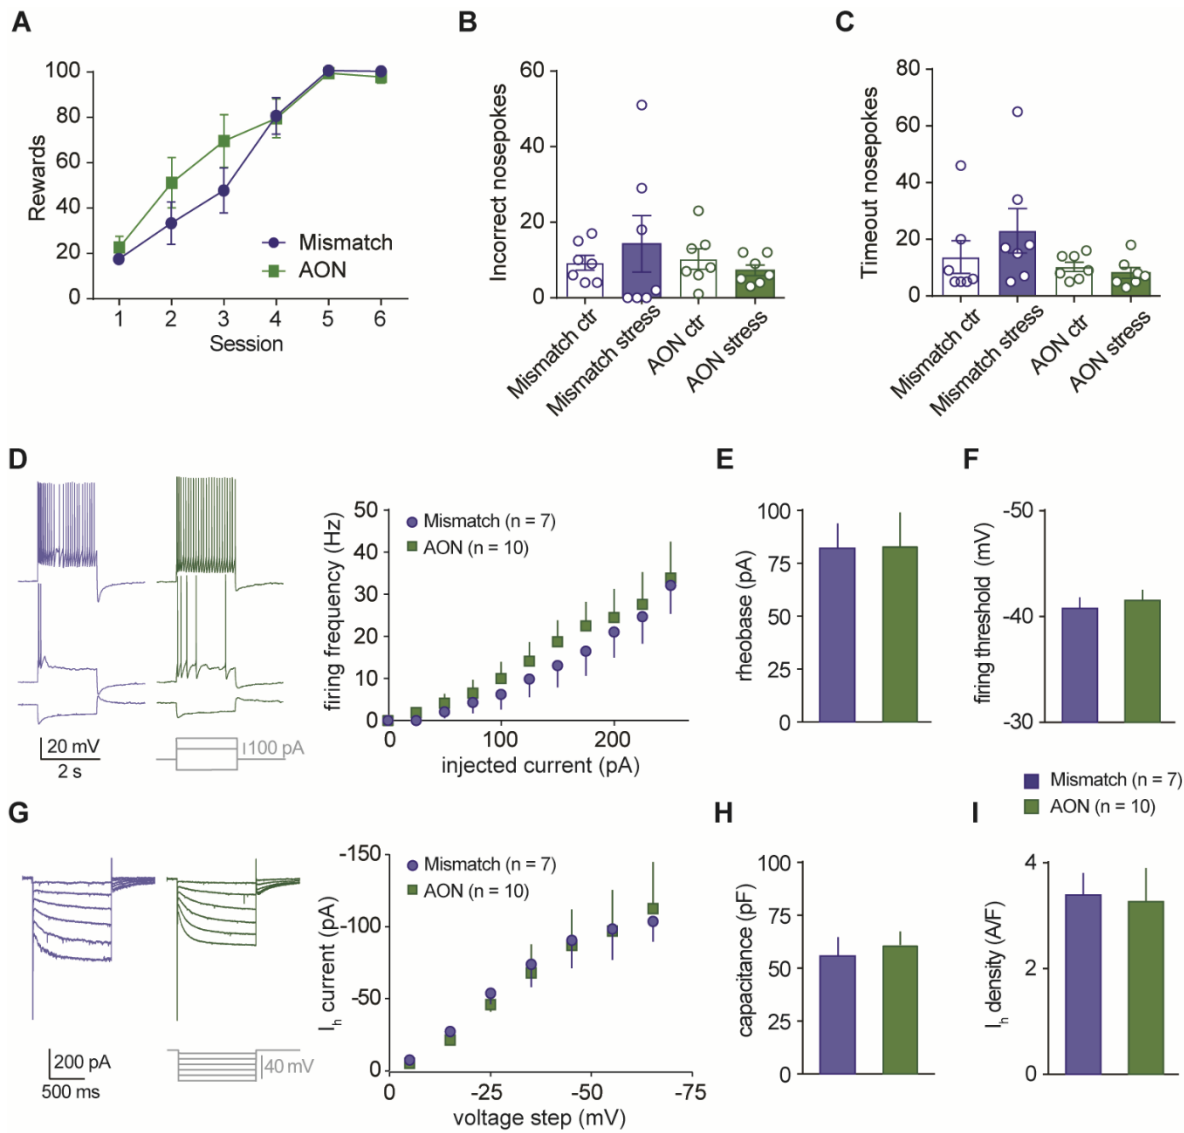 A
Rewards
100
80
60
40
20
0
1 2 3 4 5 6
Session
Mismatch
AON
B
Incorrect nosepokes
60
40
20
0
Mismatch ctr
Mismatch stress
AON ctr
AON stress
C
Timeout nosepokes
80
60
40
20
0
Mismatch ctr
Mismatch stress
AON ctr
AON stress
D
20 mV
2 s
100 pA
firing frequency (Hz)
50
40
30
20
10
0
0 100 200
injected current (pA)
Mismatch (n = 7)
AON (n = 10)
E
rheobase (pA)
100
75
50
25
0
F
firing threshold (mV)
-50
-40
-30
Mismatch (n = 7)
AON (n = 10)
G
200 pA
500 ms
40 mV
Ih current (pA)
-150
-100
-50
0
0 -25 -50 -75
voltage step (mV)
Mismatch (n = 7)
AON (n = 10)
H
capacitance (pF)
100
75
50
25
0
I
Ih density (A/F)
4
2
0